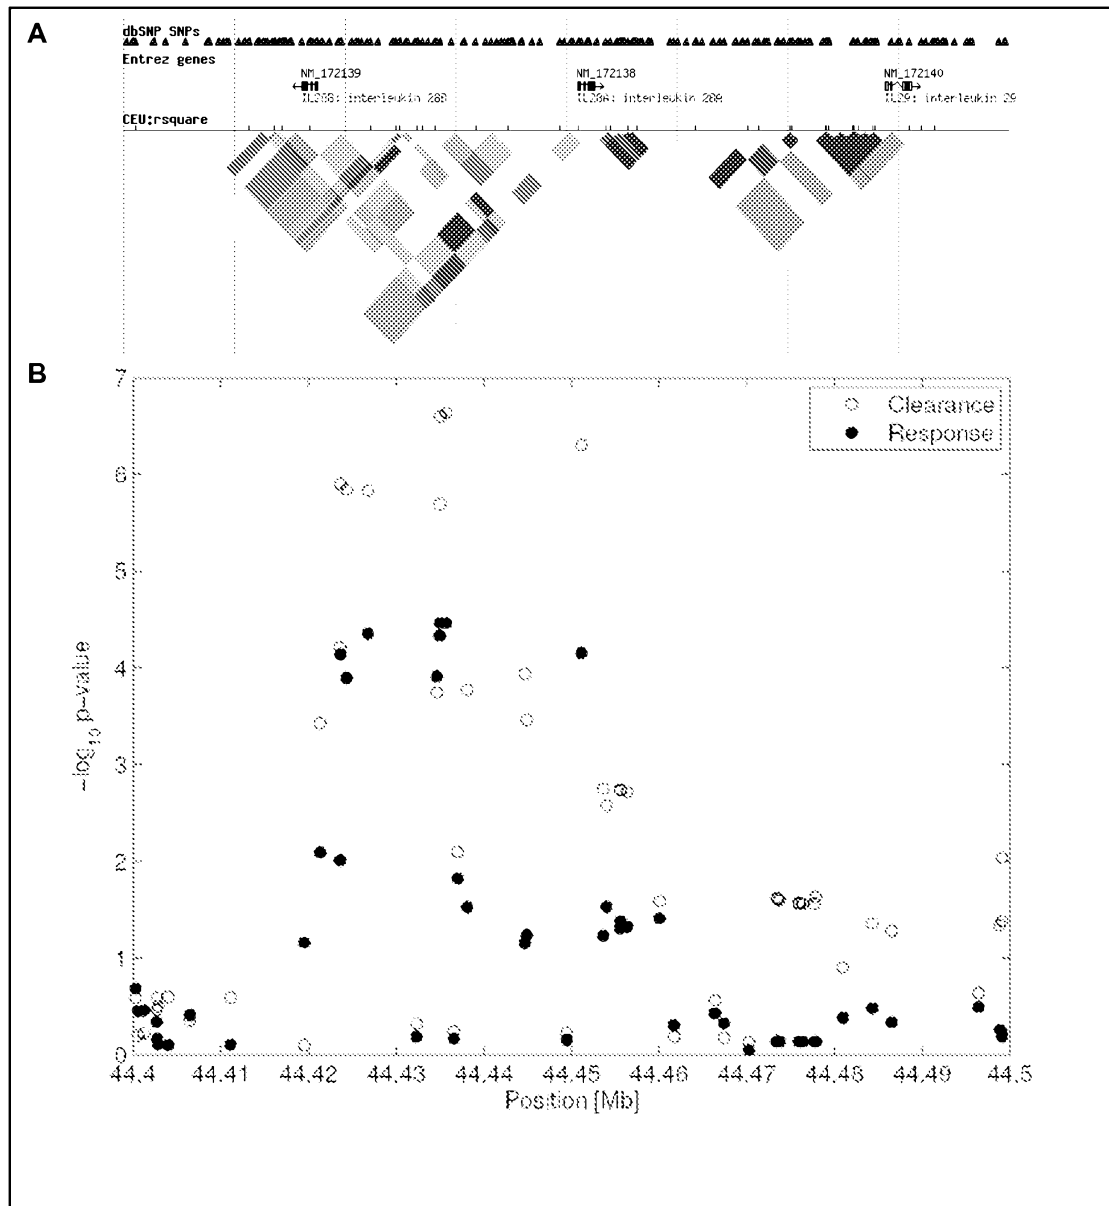 A
dbSNP SNPs
Entrez genes
NM_172139 NM_172138 NM_172140
IL28B: interleukin 28B IL28A: interleukin 28A IL29: interleukin 29
CEU:rsquare
B
Clearance
Response
7
6
5
4
3
2
1
0
-log10 p-value
44.4 44.41 44.42 44.43 44.44 44.45 44.46 44.47 44.48 44.49 44.5
Position [Mb]